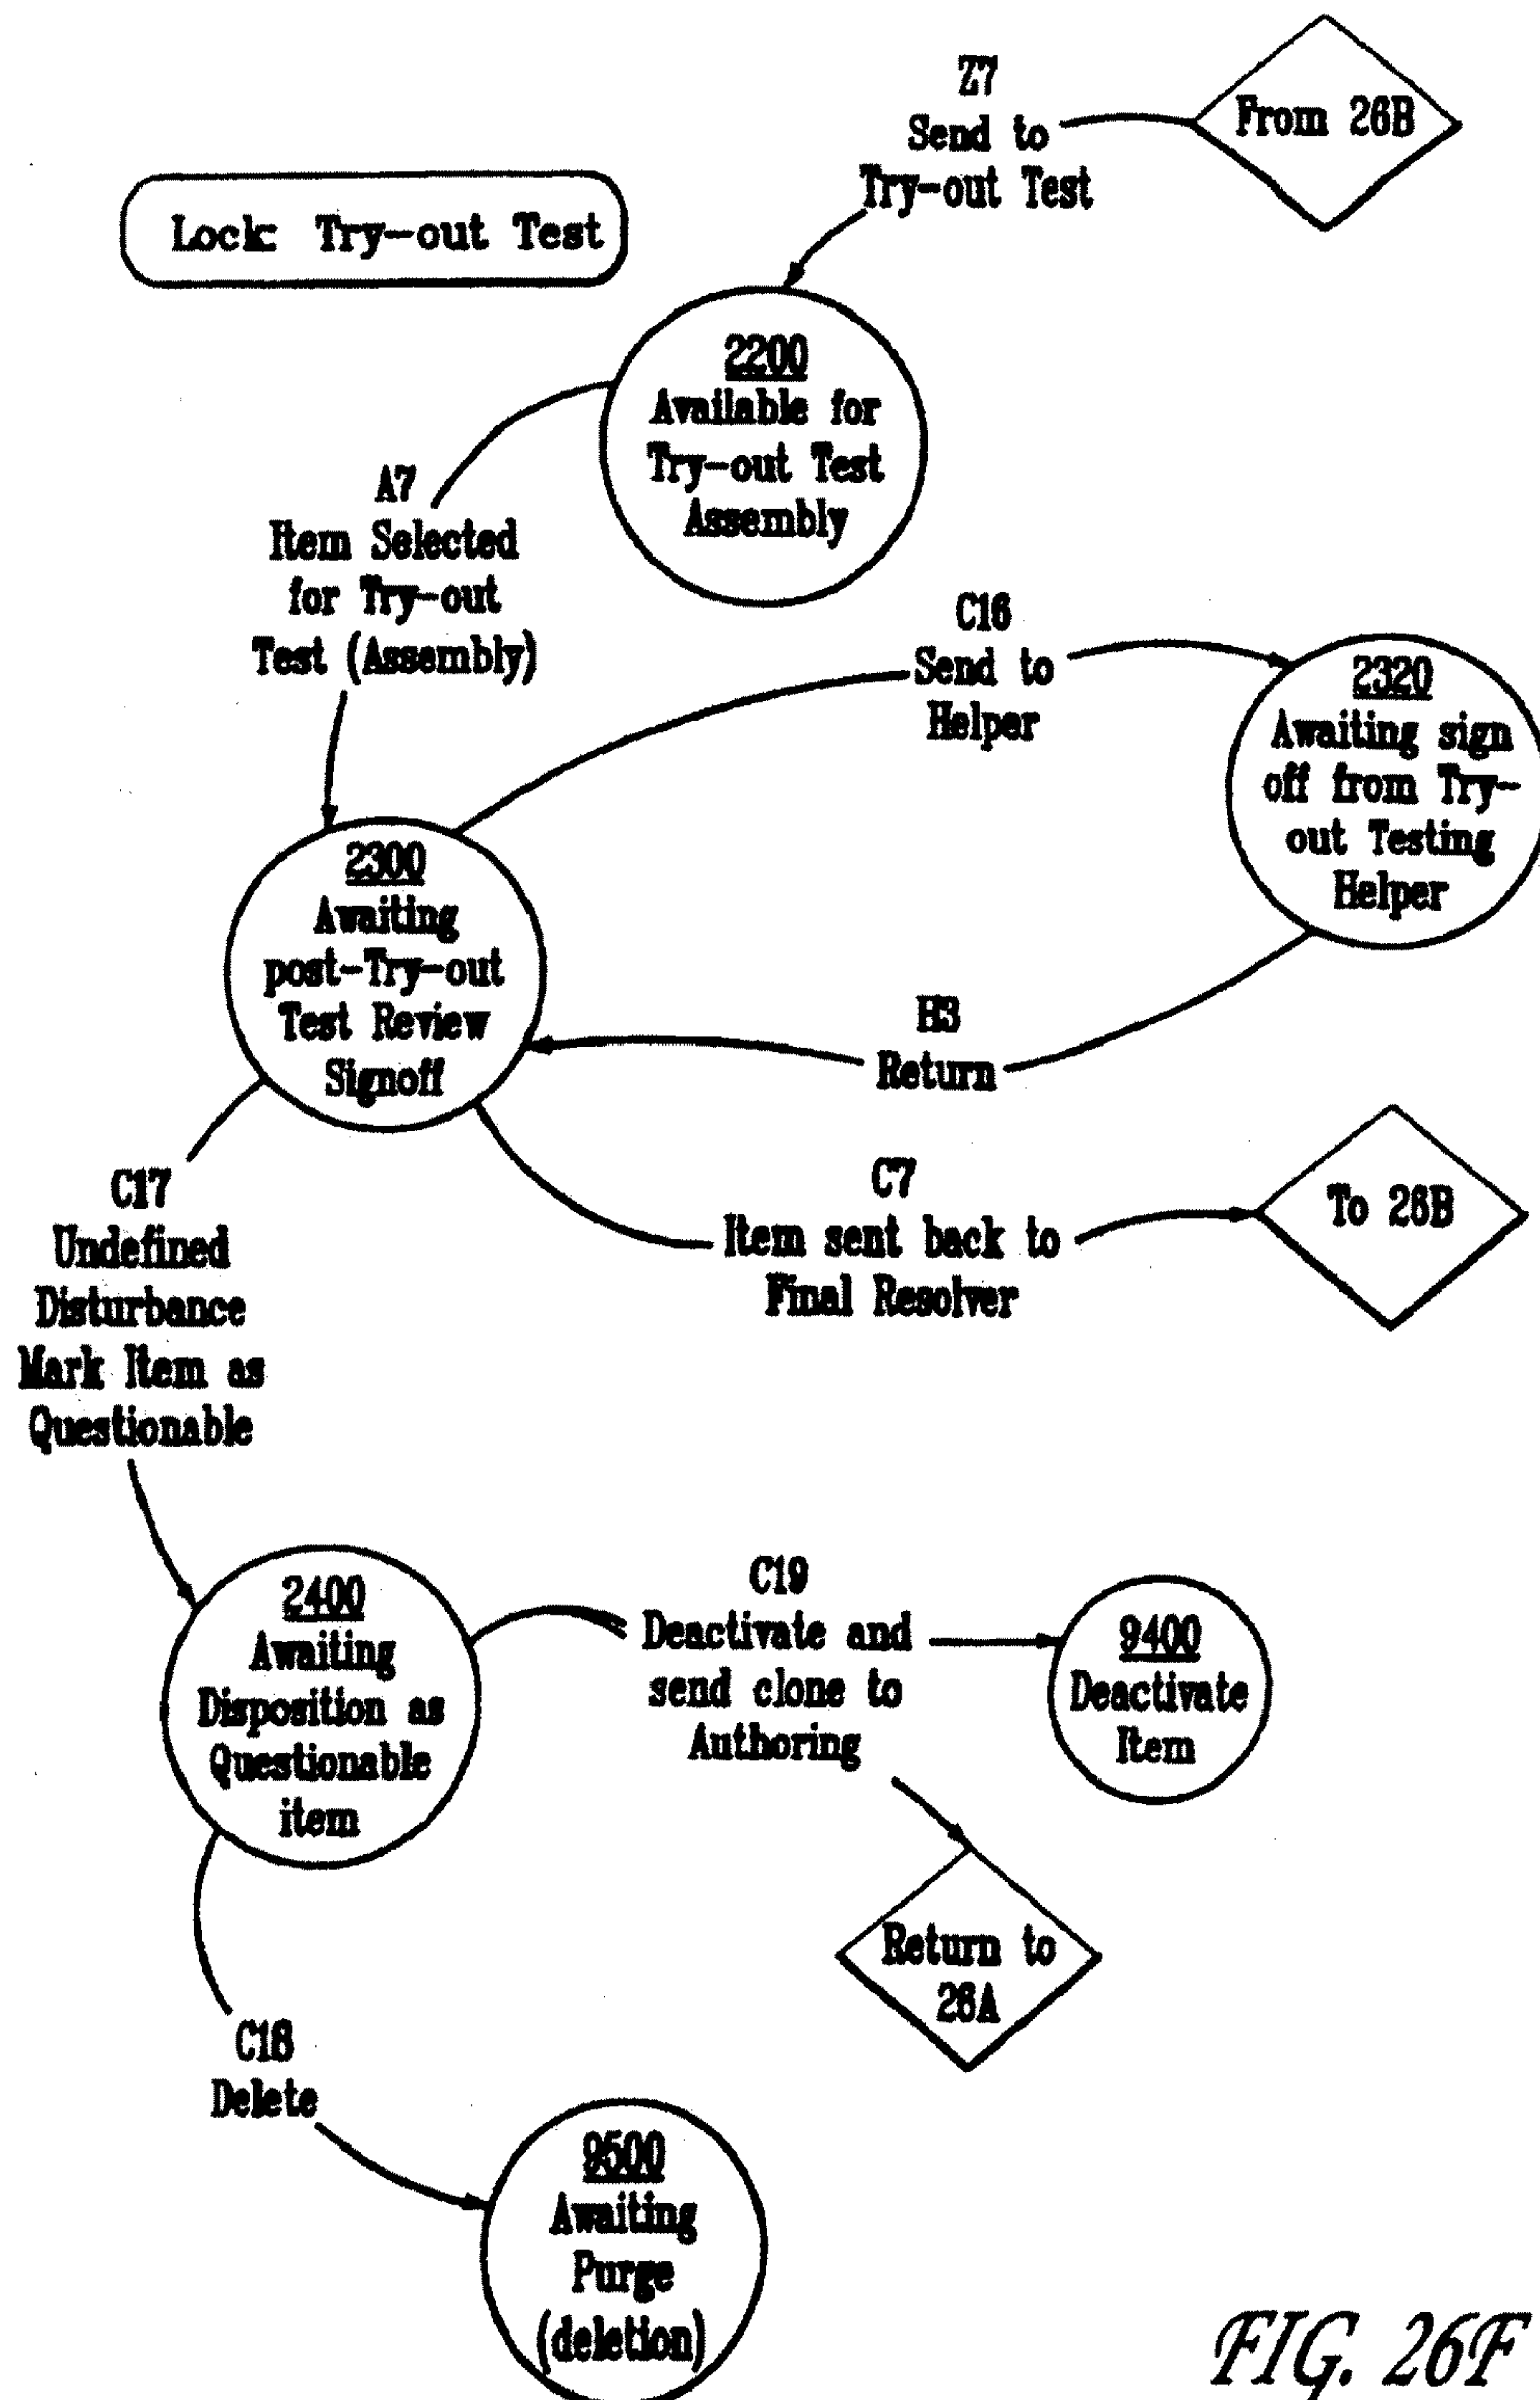 Z7
Send to
Try-out Test
From 26B
Lock: Try-out Test
2200
Available for
Try-out Test
Assembly
A7
Item Selected
for Try-out
Test (Assembly)
C16
Send to
Helper
2320
Awaiting sign
off from Try-
out Testing
Helper
2300
Awaiting
post-Try-out
Test Review
Signoff
H3
Return
C7
Item sent back to
Final Resolver
To 26B
C17
Undefined
Disturbance
Mark Item as
Questionable
2400
Awaiting
Disposition as
Questionable
item
C19
Deactivate and
send clone to
Authoring
9400
Deactivate
Item
Return to
26A
C18
Delete
9500
Awaiting
Purge
(deletion)
FIG. 26F